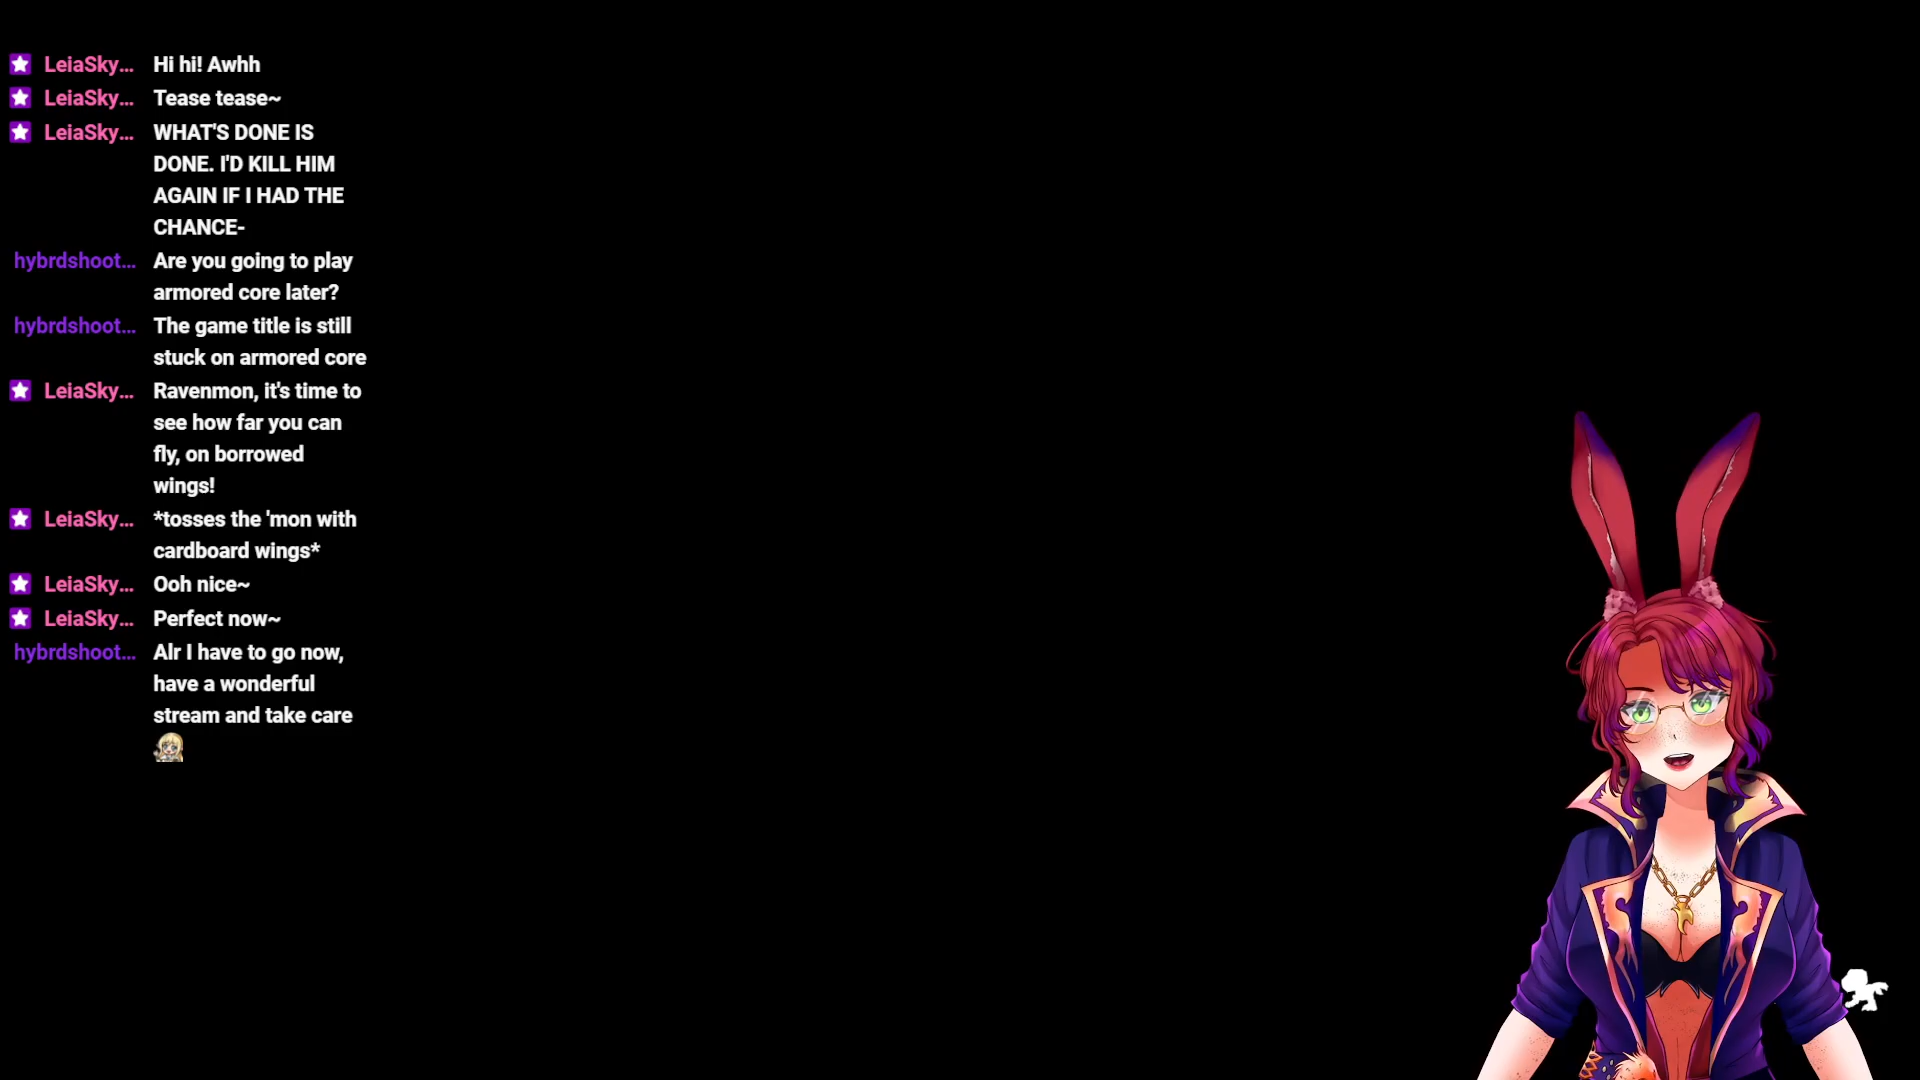 LeiaSky... Hi hi! Awhh
LeiaSky... Tease tease~
LeiaSky... WHAT'S DONE IS
DONE. I'D KILL HIM
AGAIN IF I HAD THE
CHANCE-
hybrdshoot... Are you going to play
armored core later?
hybrdshoot... The game title is still
stuck on armored core
LeiaSky... Ravenmon, it's time to
see how far you can
fly, on borrowed
wings!
LeiaSky... *tosses the 'mon with
cardboard wings*
LeiaSky... Ooh nice~
LeiaSky... Perfect now~
hybrdshoot... Alr I have to go now,
have a wonderful
stream and take care